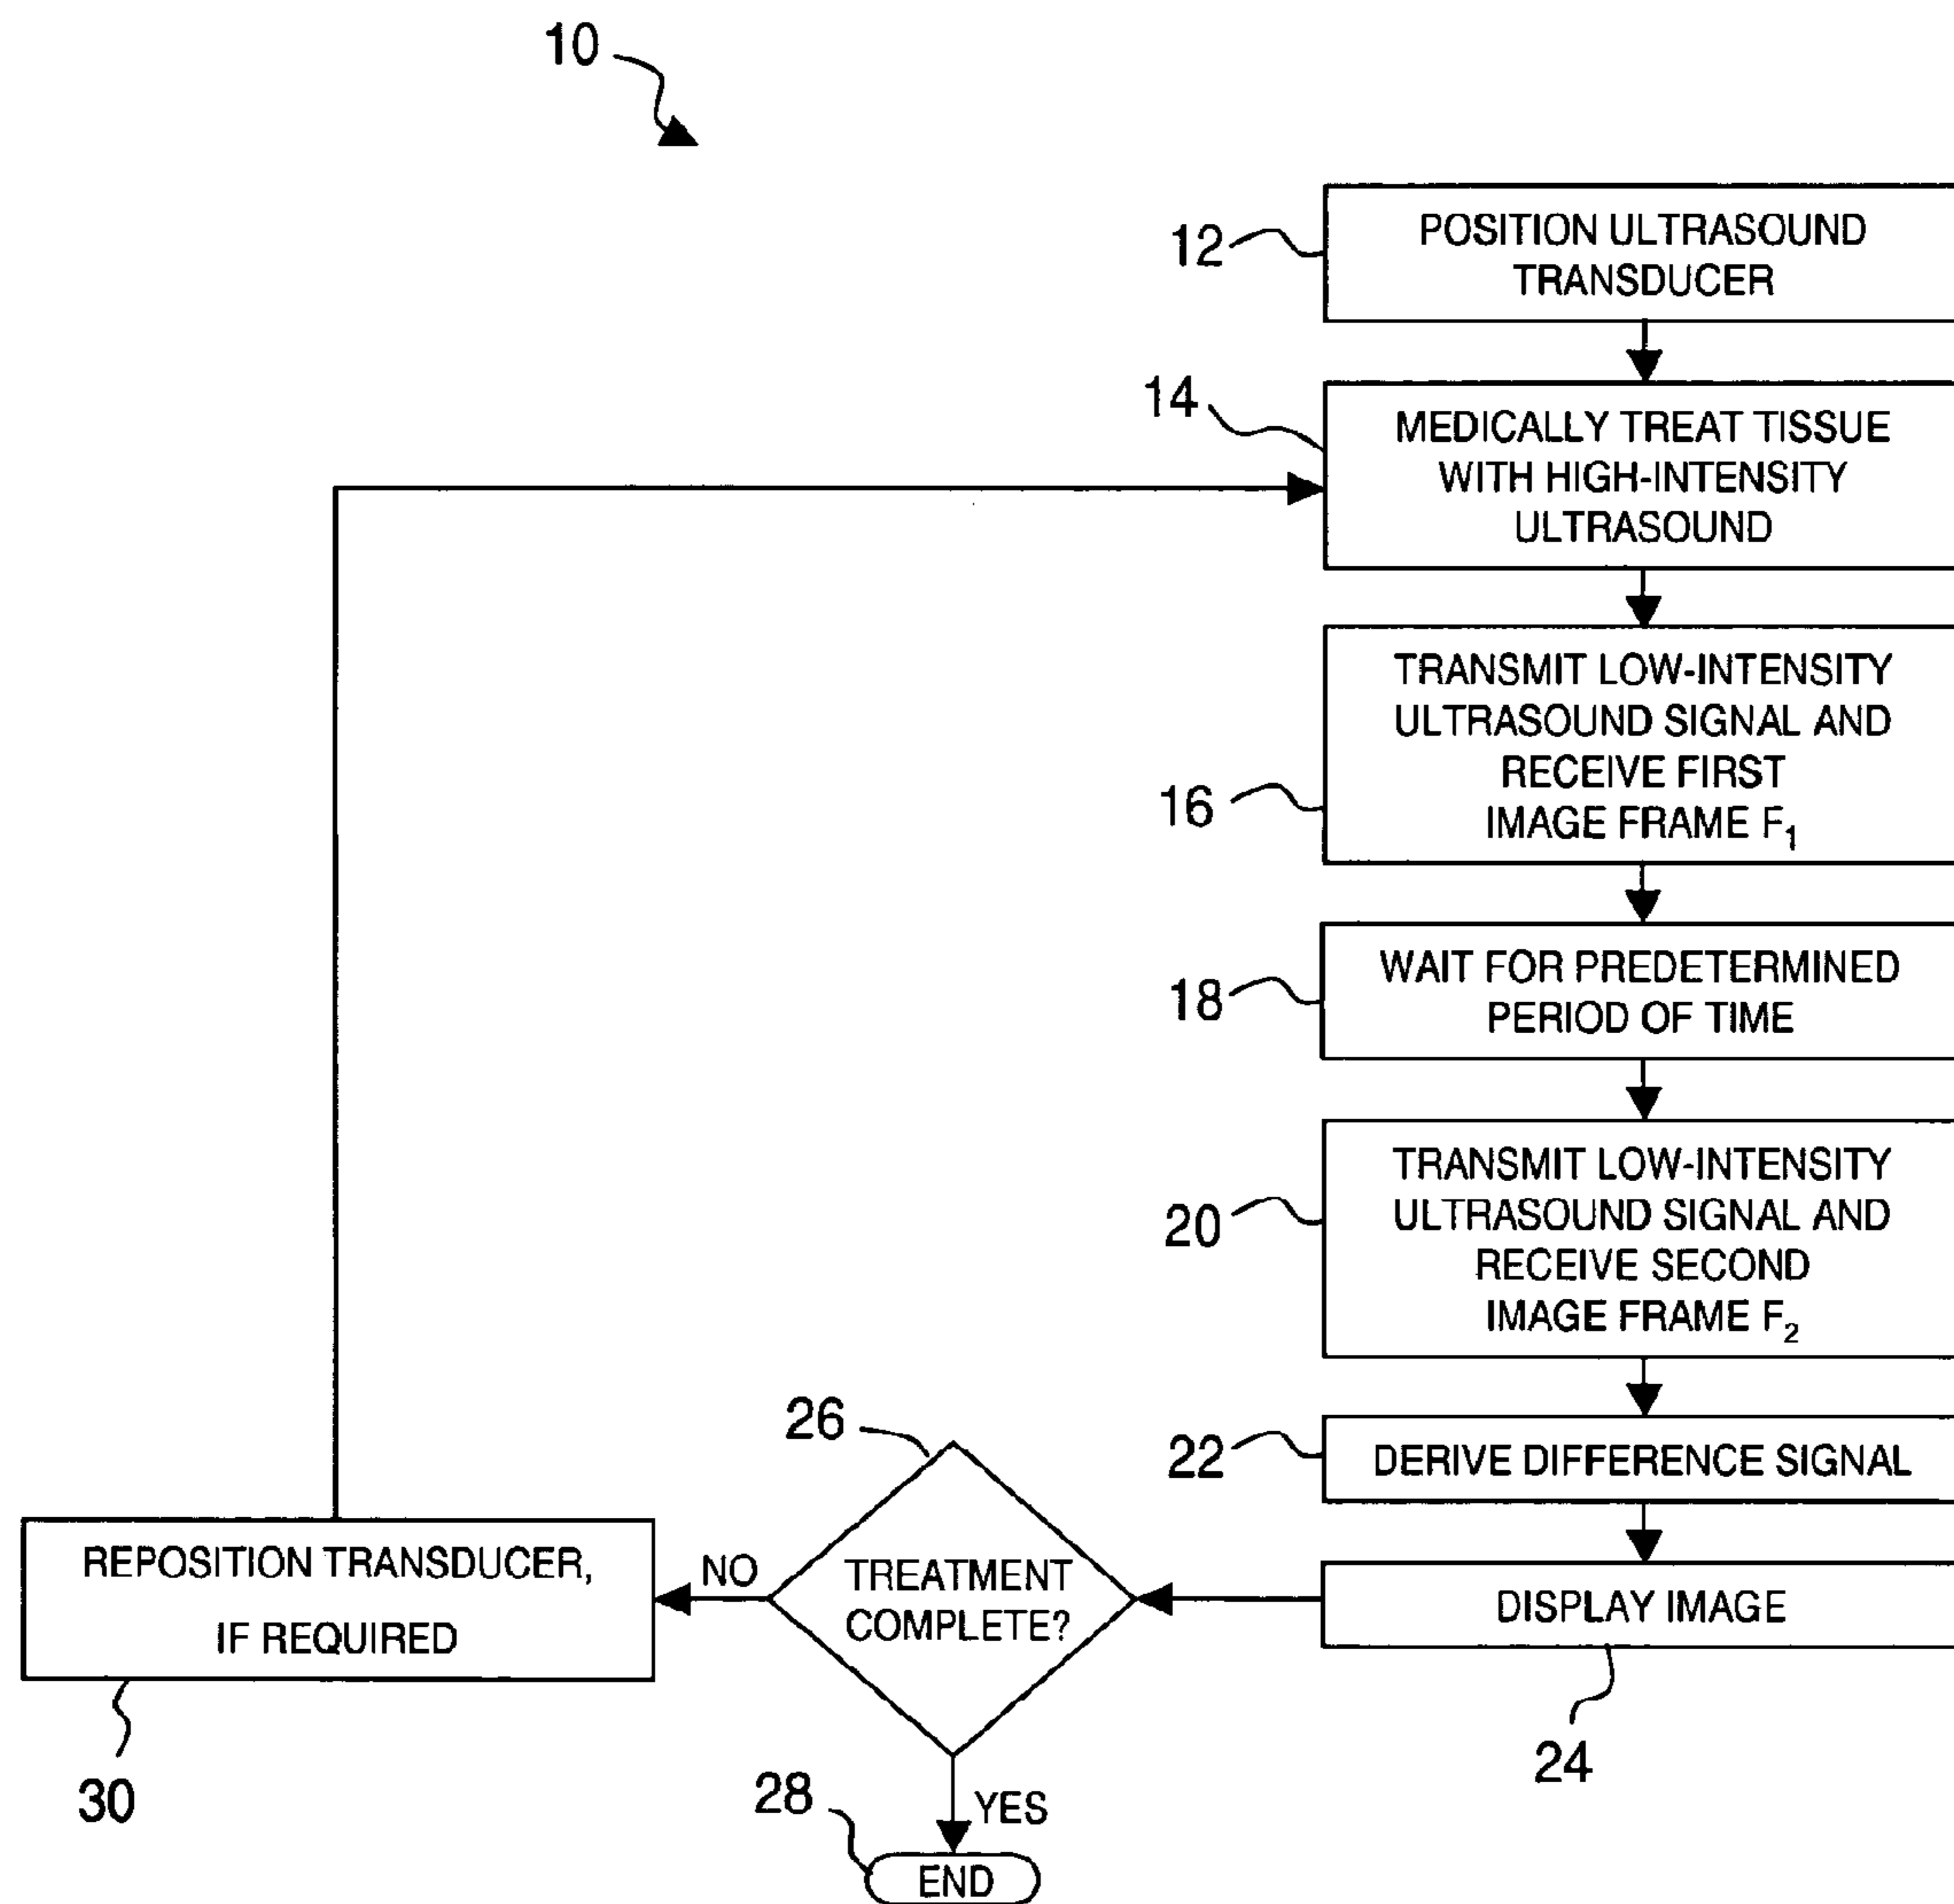 10
12
POSITION ULTRASOUND
TRANSDUCER
14
MEDICALLY TREAT TISSUE
WITH HIGH-INTENSITY
ULTRASOUND
16
TRANSMIT LOW-INTENSITY
ULTRASOUND SIGNAL AND
RECEIVE FIRST
IMAGE FRAME F₁
18
WAIT FOR PREDETERMINED
PERIOD OF TIME
20
TRANSMIT LOW-INTENSITY
ULTRASOUND SIGNAL AND
RECEIVE SECOND
IMAGE FRAME F₂
22
DERIVE DIFFERENCE SIGNAL
DISPLAY IMAGE
24
26
TREATMENT
COMPLETE?
NO
YES
28
END
REPOSITION TRANSDUCER,
IF REQUIRED
30